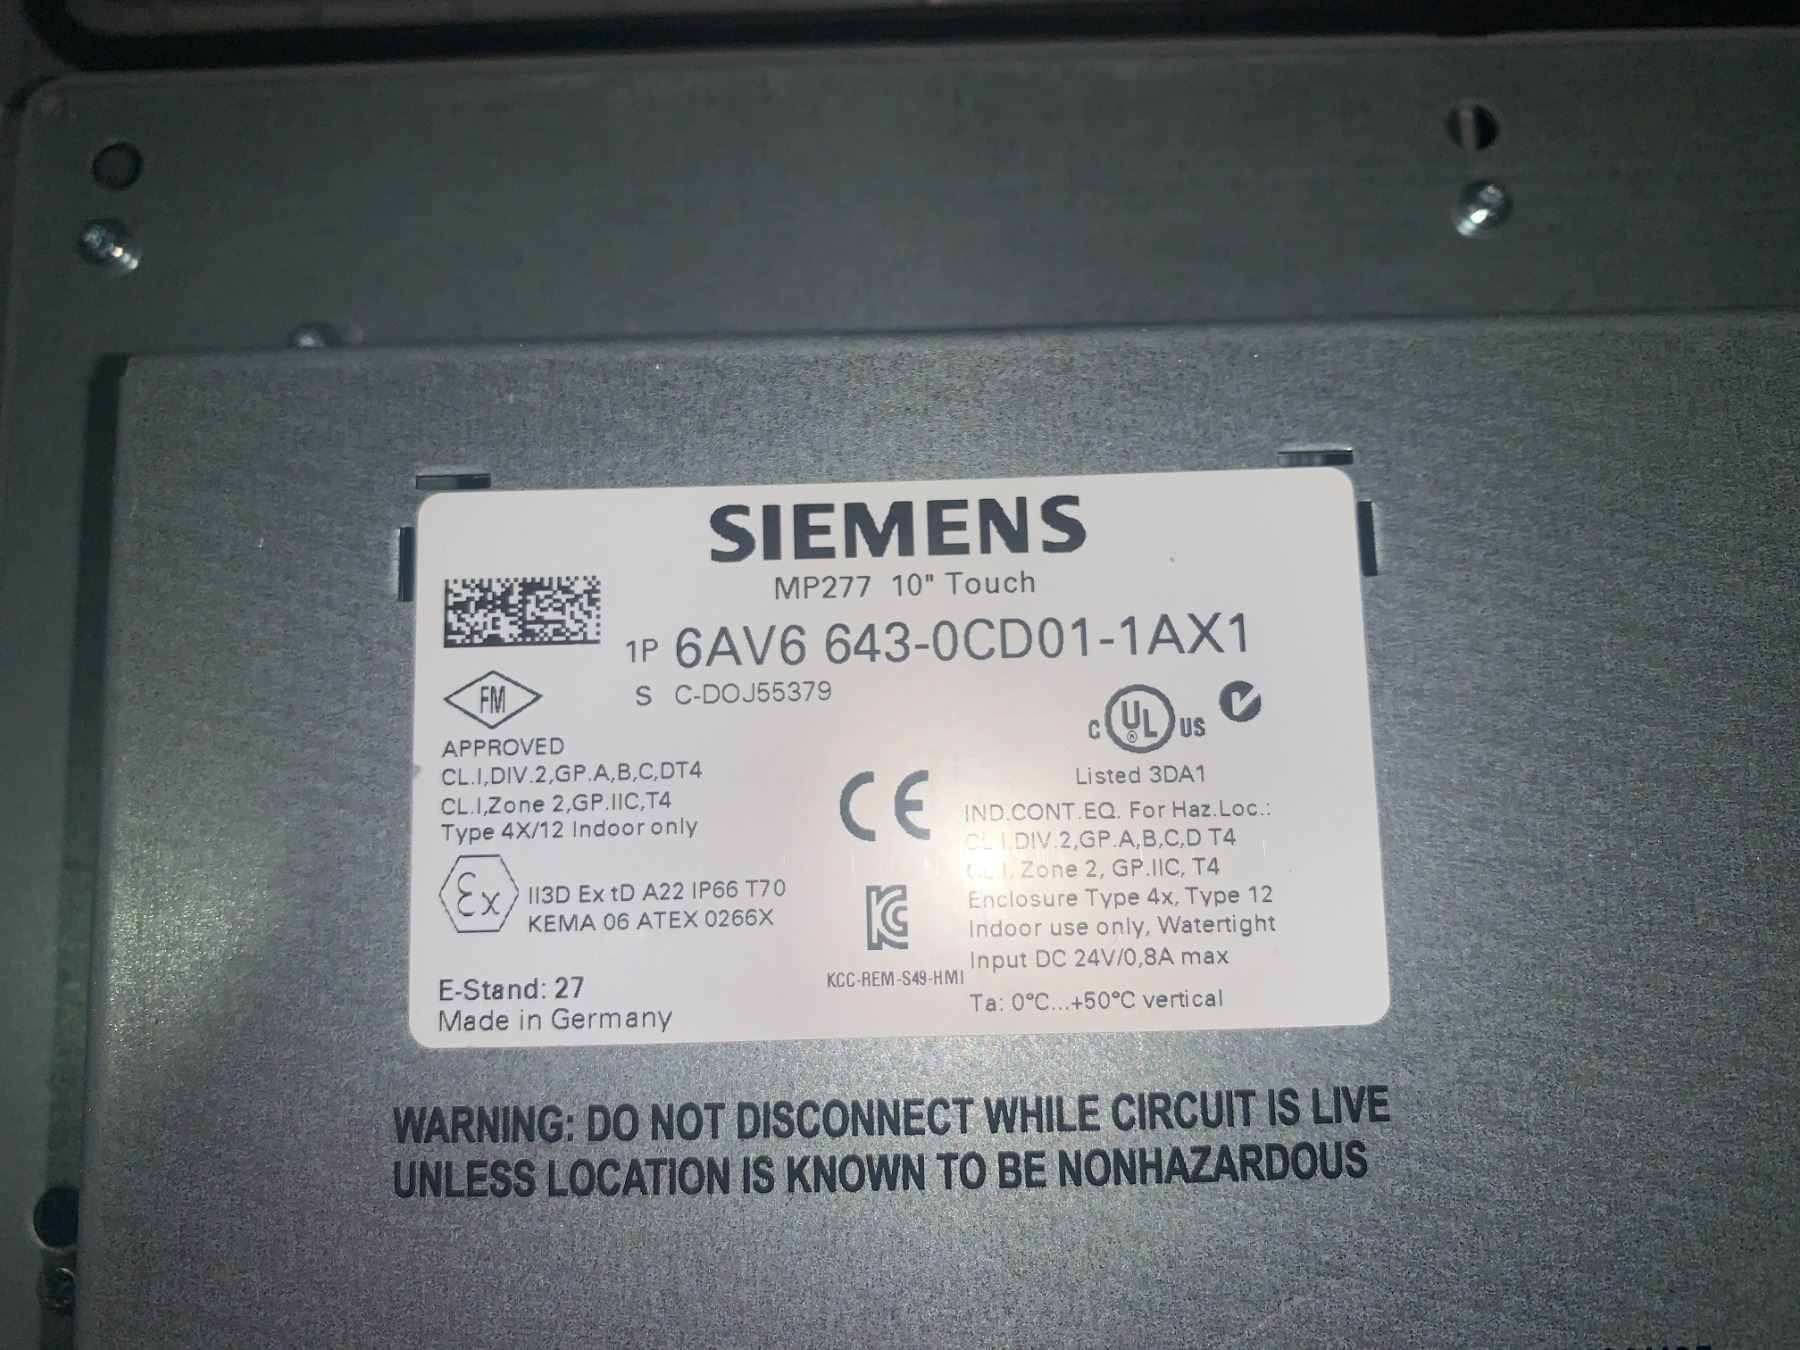 SIEMENS
MP277 10" Touch
1P 6AV6 643-0CD01-1AX1
S C-DOJ55379
FM
APPROVED
CL.I,DIV.2,GP.A,B,C,DT4
CL.I,Zone 2,GP.IIC,T4
Type 4X/12 Indoor only
Ex
II3D Ex tD A22 IP66 T70
KEMA 06 ATEX 0266X
E-Stand: 27
Made in Germany
CE
KC
KCC-REM-S49-HMI
C UL US
®
Listed 3DA1
IND.CONT.EQ. For Haz.Loc.:
CL.I,DIV.2,GP.A,B,C,D T4
CL.I, Zone 2, GP.IIC, T4
Enclosure Type 4x, Type 12
Indoor use only, Watertight
Input DC 24V/0,8A max
Ta: 0°C...+50°C vertical
WARNING: DO NOT DISCONNECT WHILE CIRCUIT IS LIVE
UNLESS LOCATION IS KNOWN TO BE NONHAZARDOUS